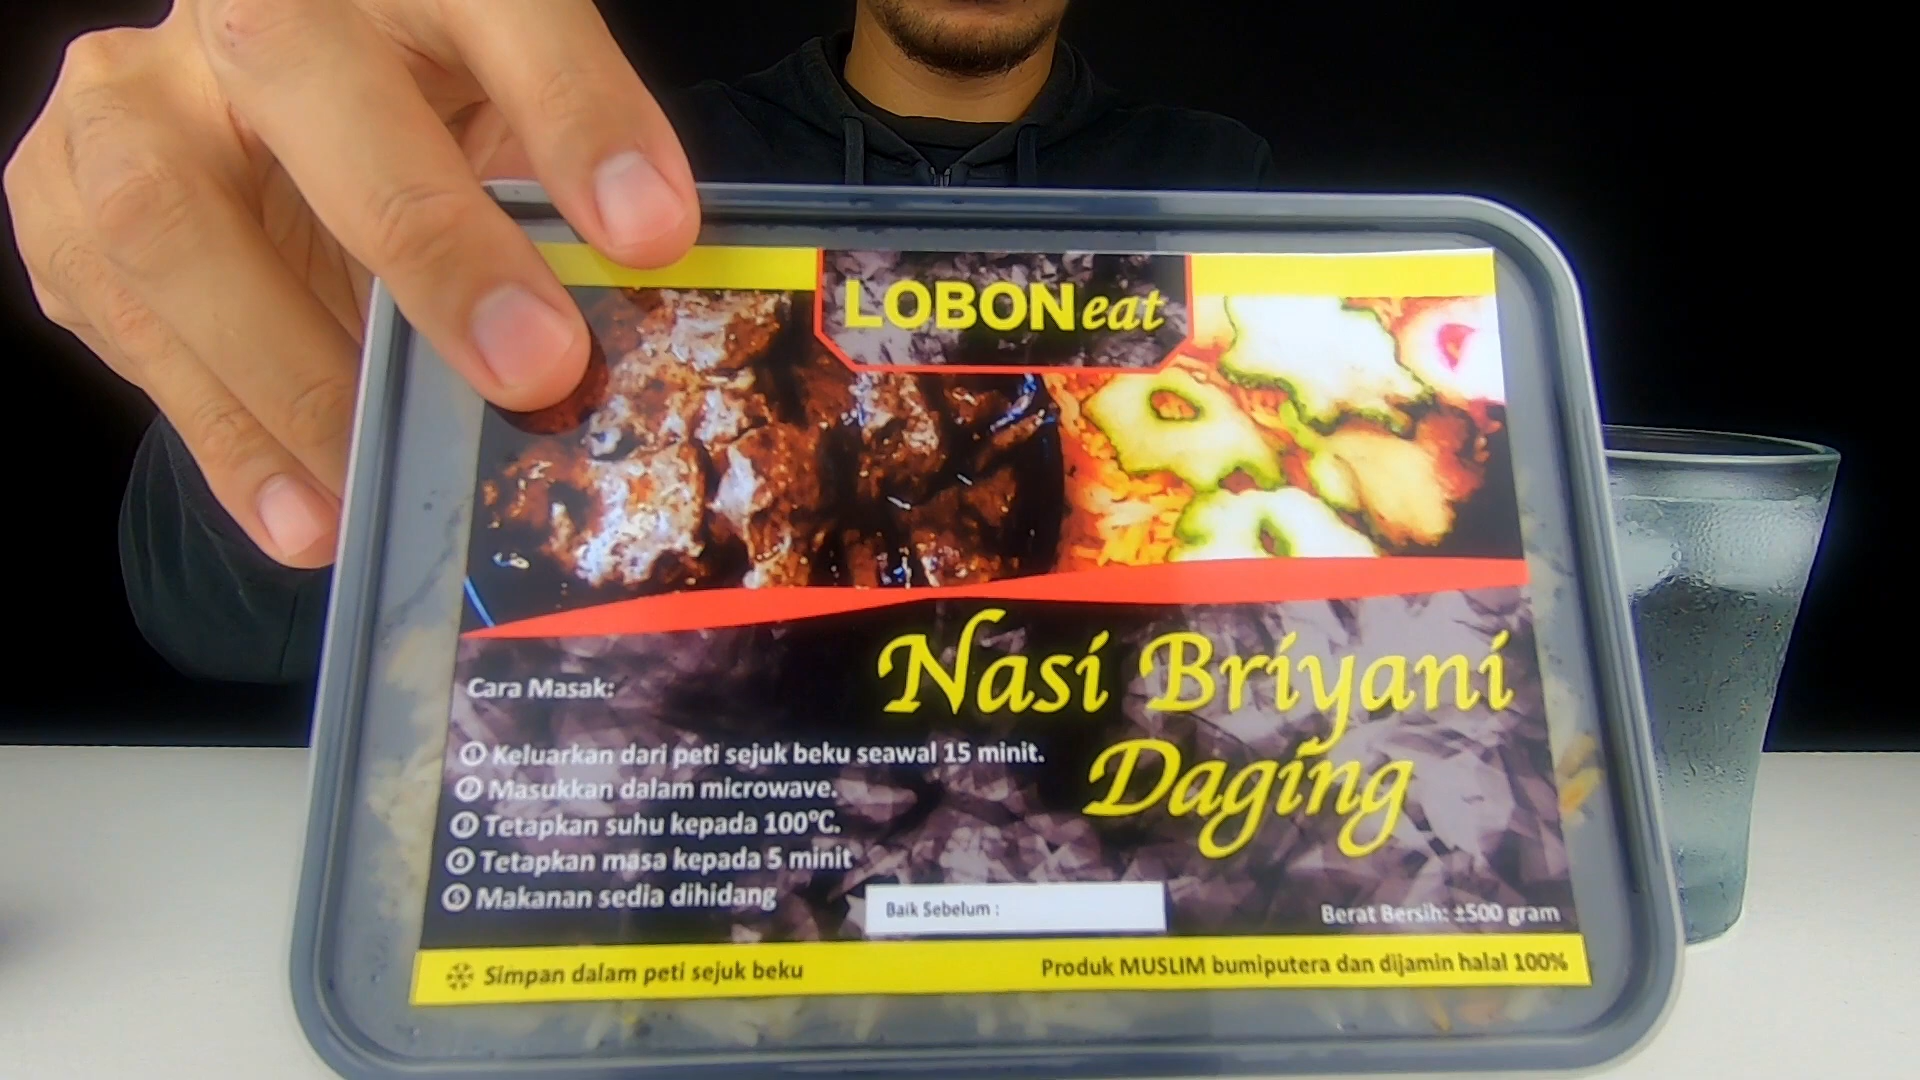 LOBON eat
Nasi Briyani
Daging
Cara Masak:
① Keluarkan dari peti sejuk beku seawal 15 minit.
② Masukkan dalam microwave.
③ Tetapkan suhu kepada 100°C.
④ Tetapkan masa kepada 5 minit
⑤ Makanan sedia dihidang
Baik Sebelum :
Berat Bersih: ±500 gram
Simpan dalam peti sejuk beku
Produk MUSLIM bumiputera dan dijamin halal 100%